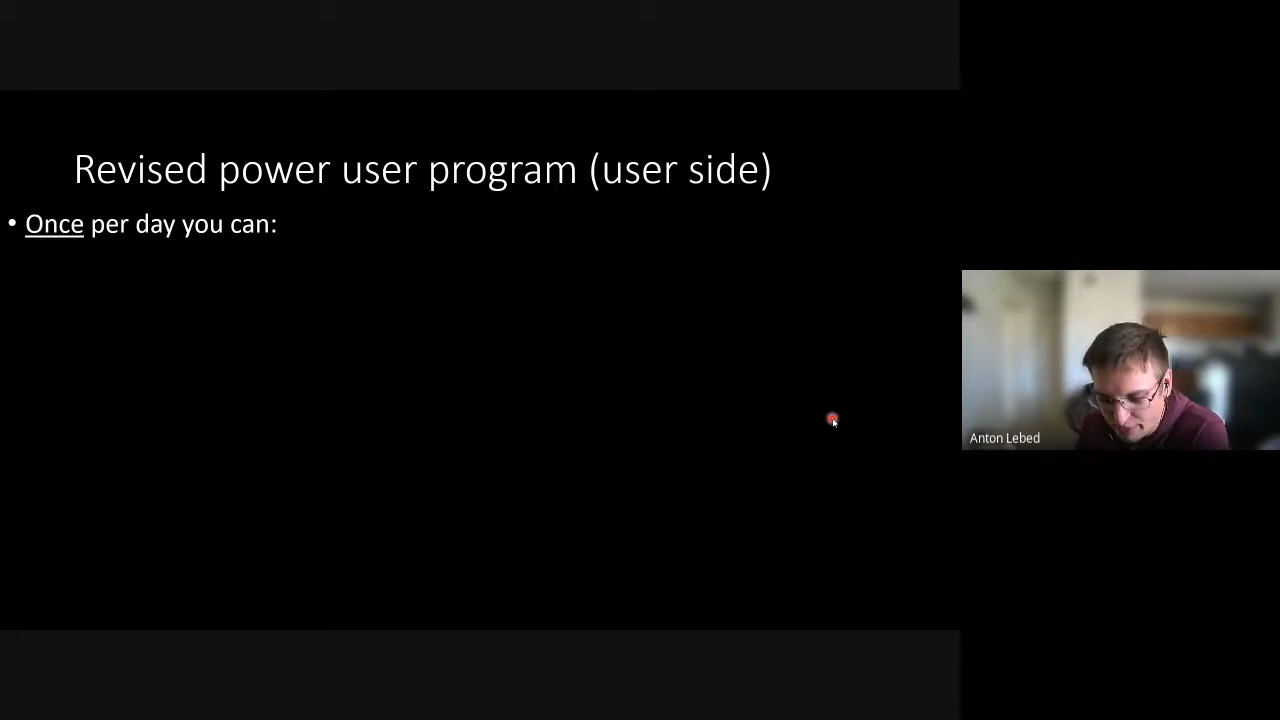 Revised power user program (user side)
• Once per day you can:
Anton Lebed